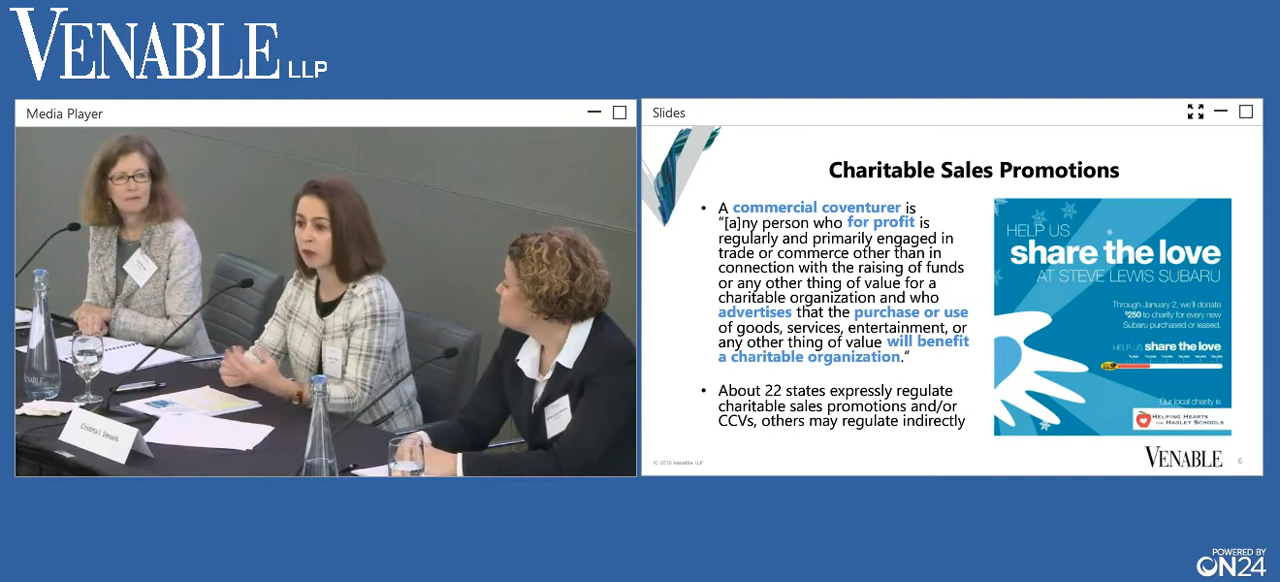 VENABLE LLP
Media Player
Slides
Charitable Sales Promotions
• A commercial coventurer is
“[a]ny person who for profit is
regularly and primarily engaged in
trade or commerce other than in
connection with the raising of funds
or any other thing of value for a
charitable organization and who
advertises that the purchase or use
of goods, services, entertainment, or
any other thing of value will benefit
a charitable organization.”
• About 22 states expressly regulate
charitable sales promotions and/or
CCVs, others may regulate indirectly
HELP US
share the love
AT STEVE LEWIS SUBARU
Through January 2, we'll donate
$250 to charity for every new
Subaru purchased or leased.
HELP US share the love
Our local charity is
HELPING HEARTS
FOR HADLEY SCHOOLS
VENABLE
Cristina I. Vessels
© 2018 Venable LLP
VENABLE
6
POWERED BY
ON24